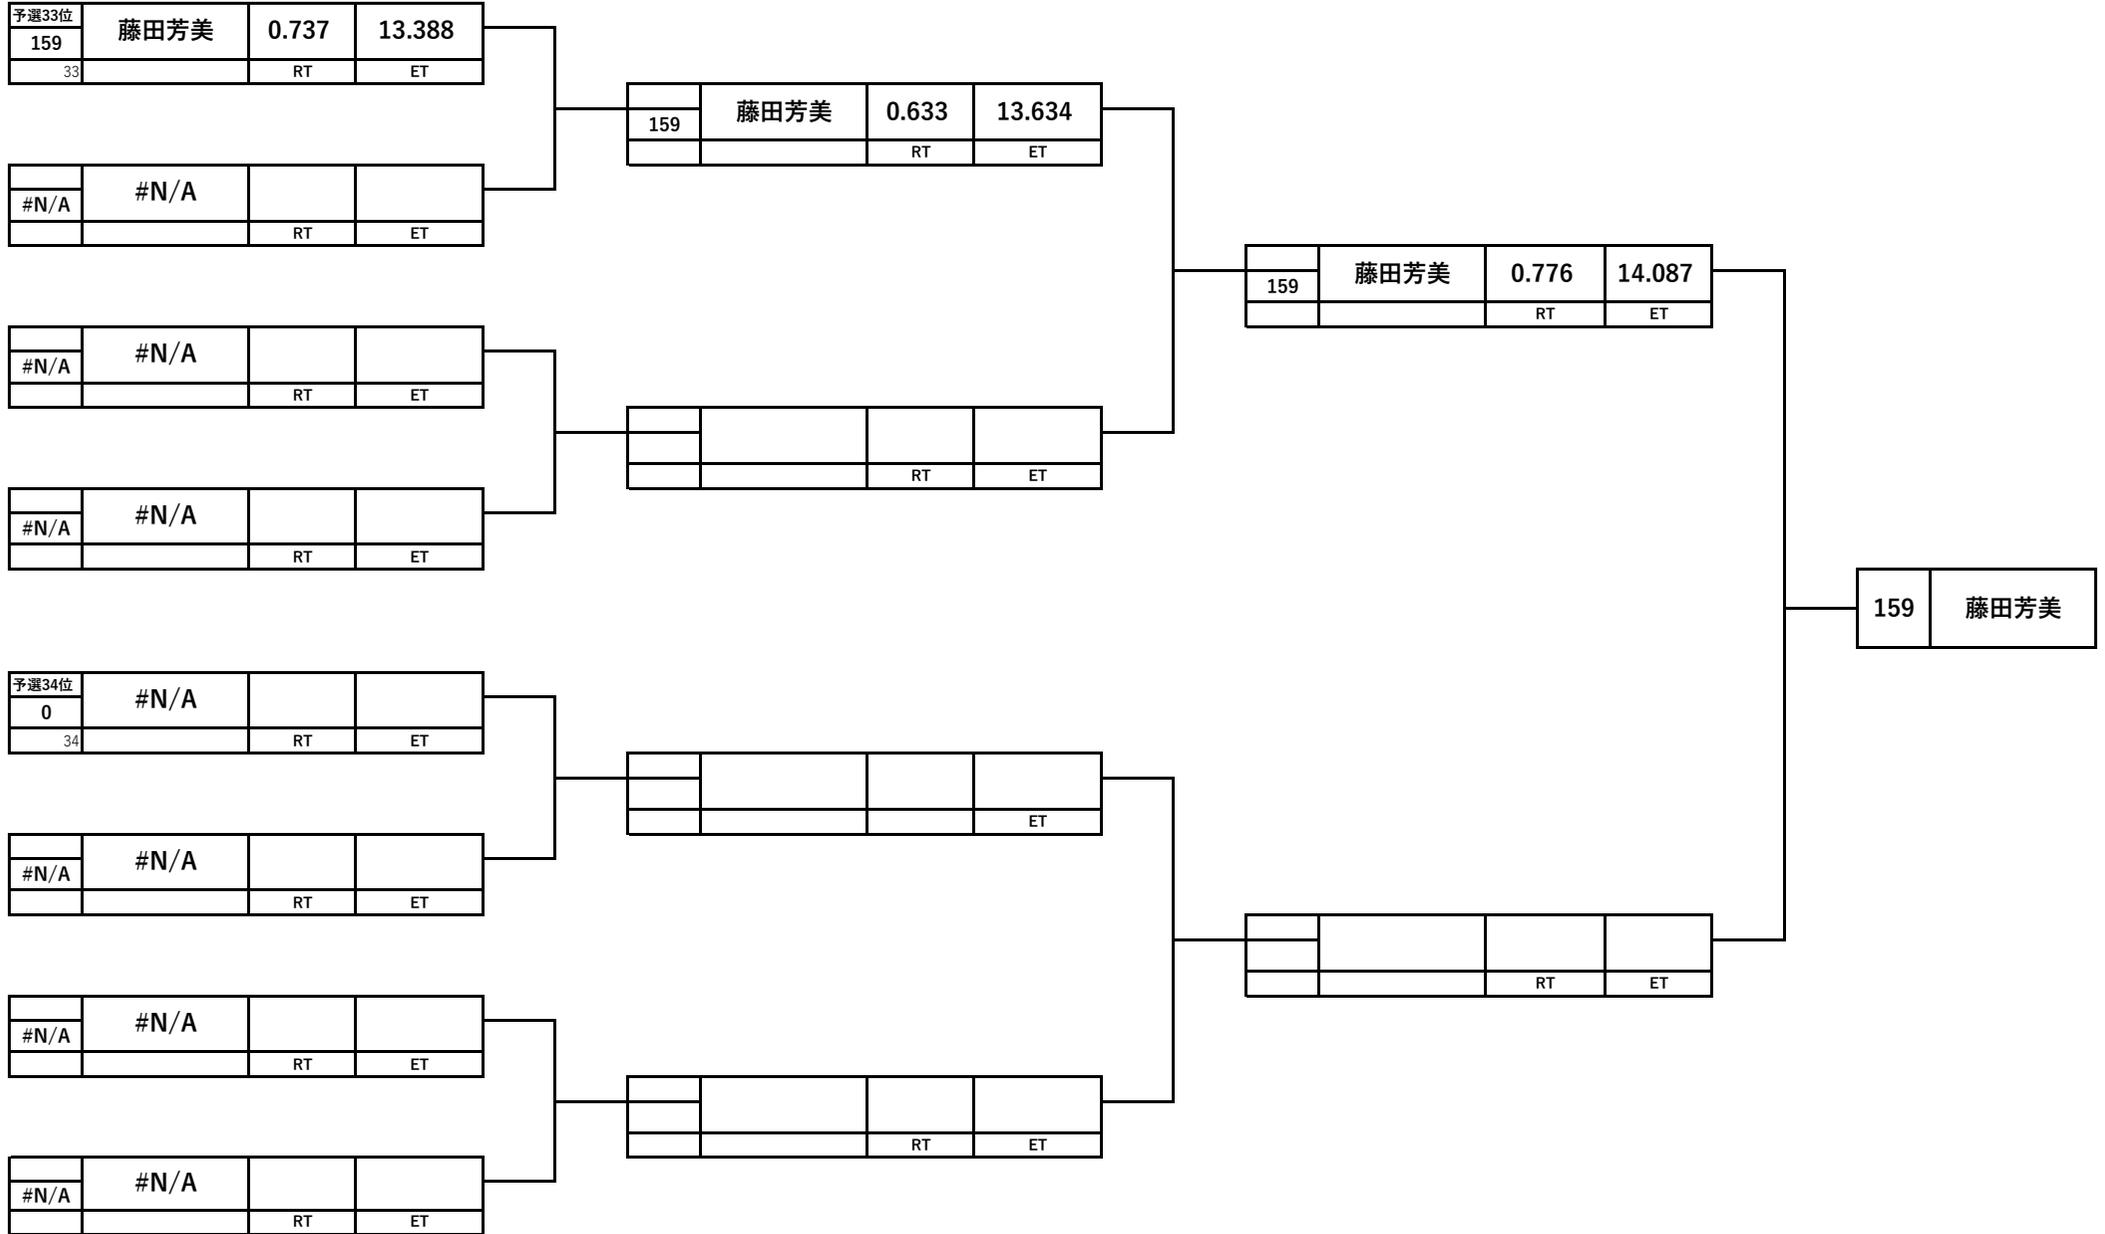 予選33位
藤田芳美 0.737 13.388
159
33 RT ET
159 藤田芳美 0.633 13.634
RT ET
#N/A #N/A
RT ET
159 藤田芳美 0.776 14.087
RT ET
#N/A #N/A
RT ET
RT ET
#N/A #N/A
RT ET
159 藤田芳美
予選34位
#N/A
0
34 RT ET
ET
#N/A #N/A
RT ET
RT ET
#N/A #N/A
RT ET
RT ET
#N/A #N/A
RT ET